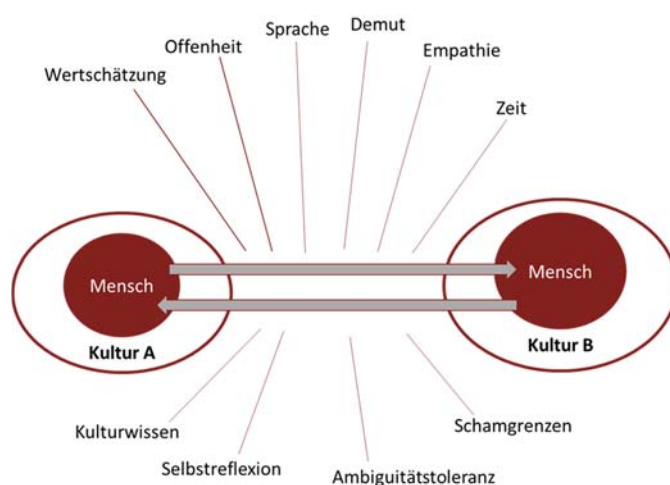 Demut
Sprache
Offenheit
Empathie
Wertschätzung
Zeit
Mensch
Mensch
Kultur A
Kultur B
Kulturwissen
Schamgrenzen
Selbstreflexion
Ambiguitätstoleranz